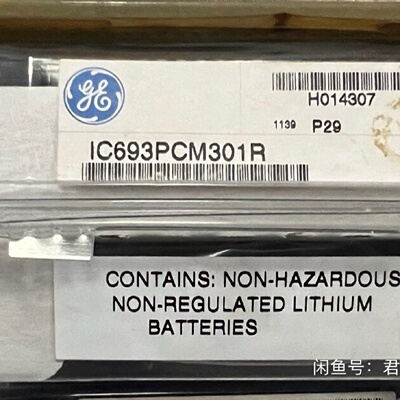 GE
H014307
1139 P29
IC693PCM301R
CONTAINS: NON-HAZARDOUS
NON-REGULATED LITHIUM
BATTERIES
闲鱼号：君